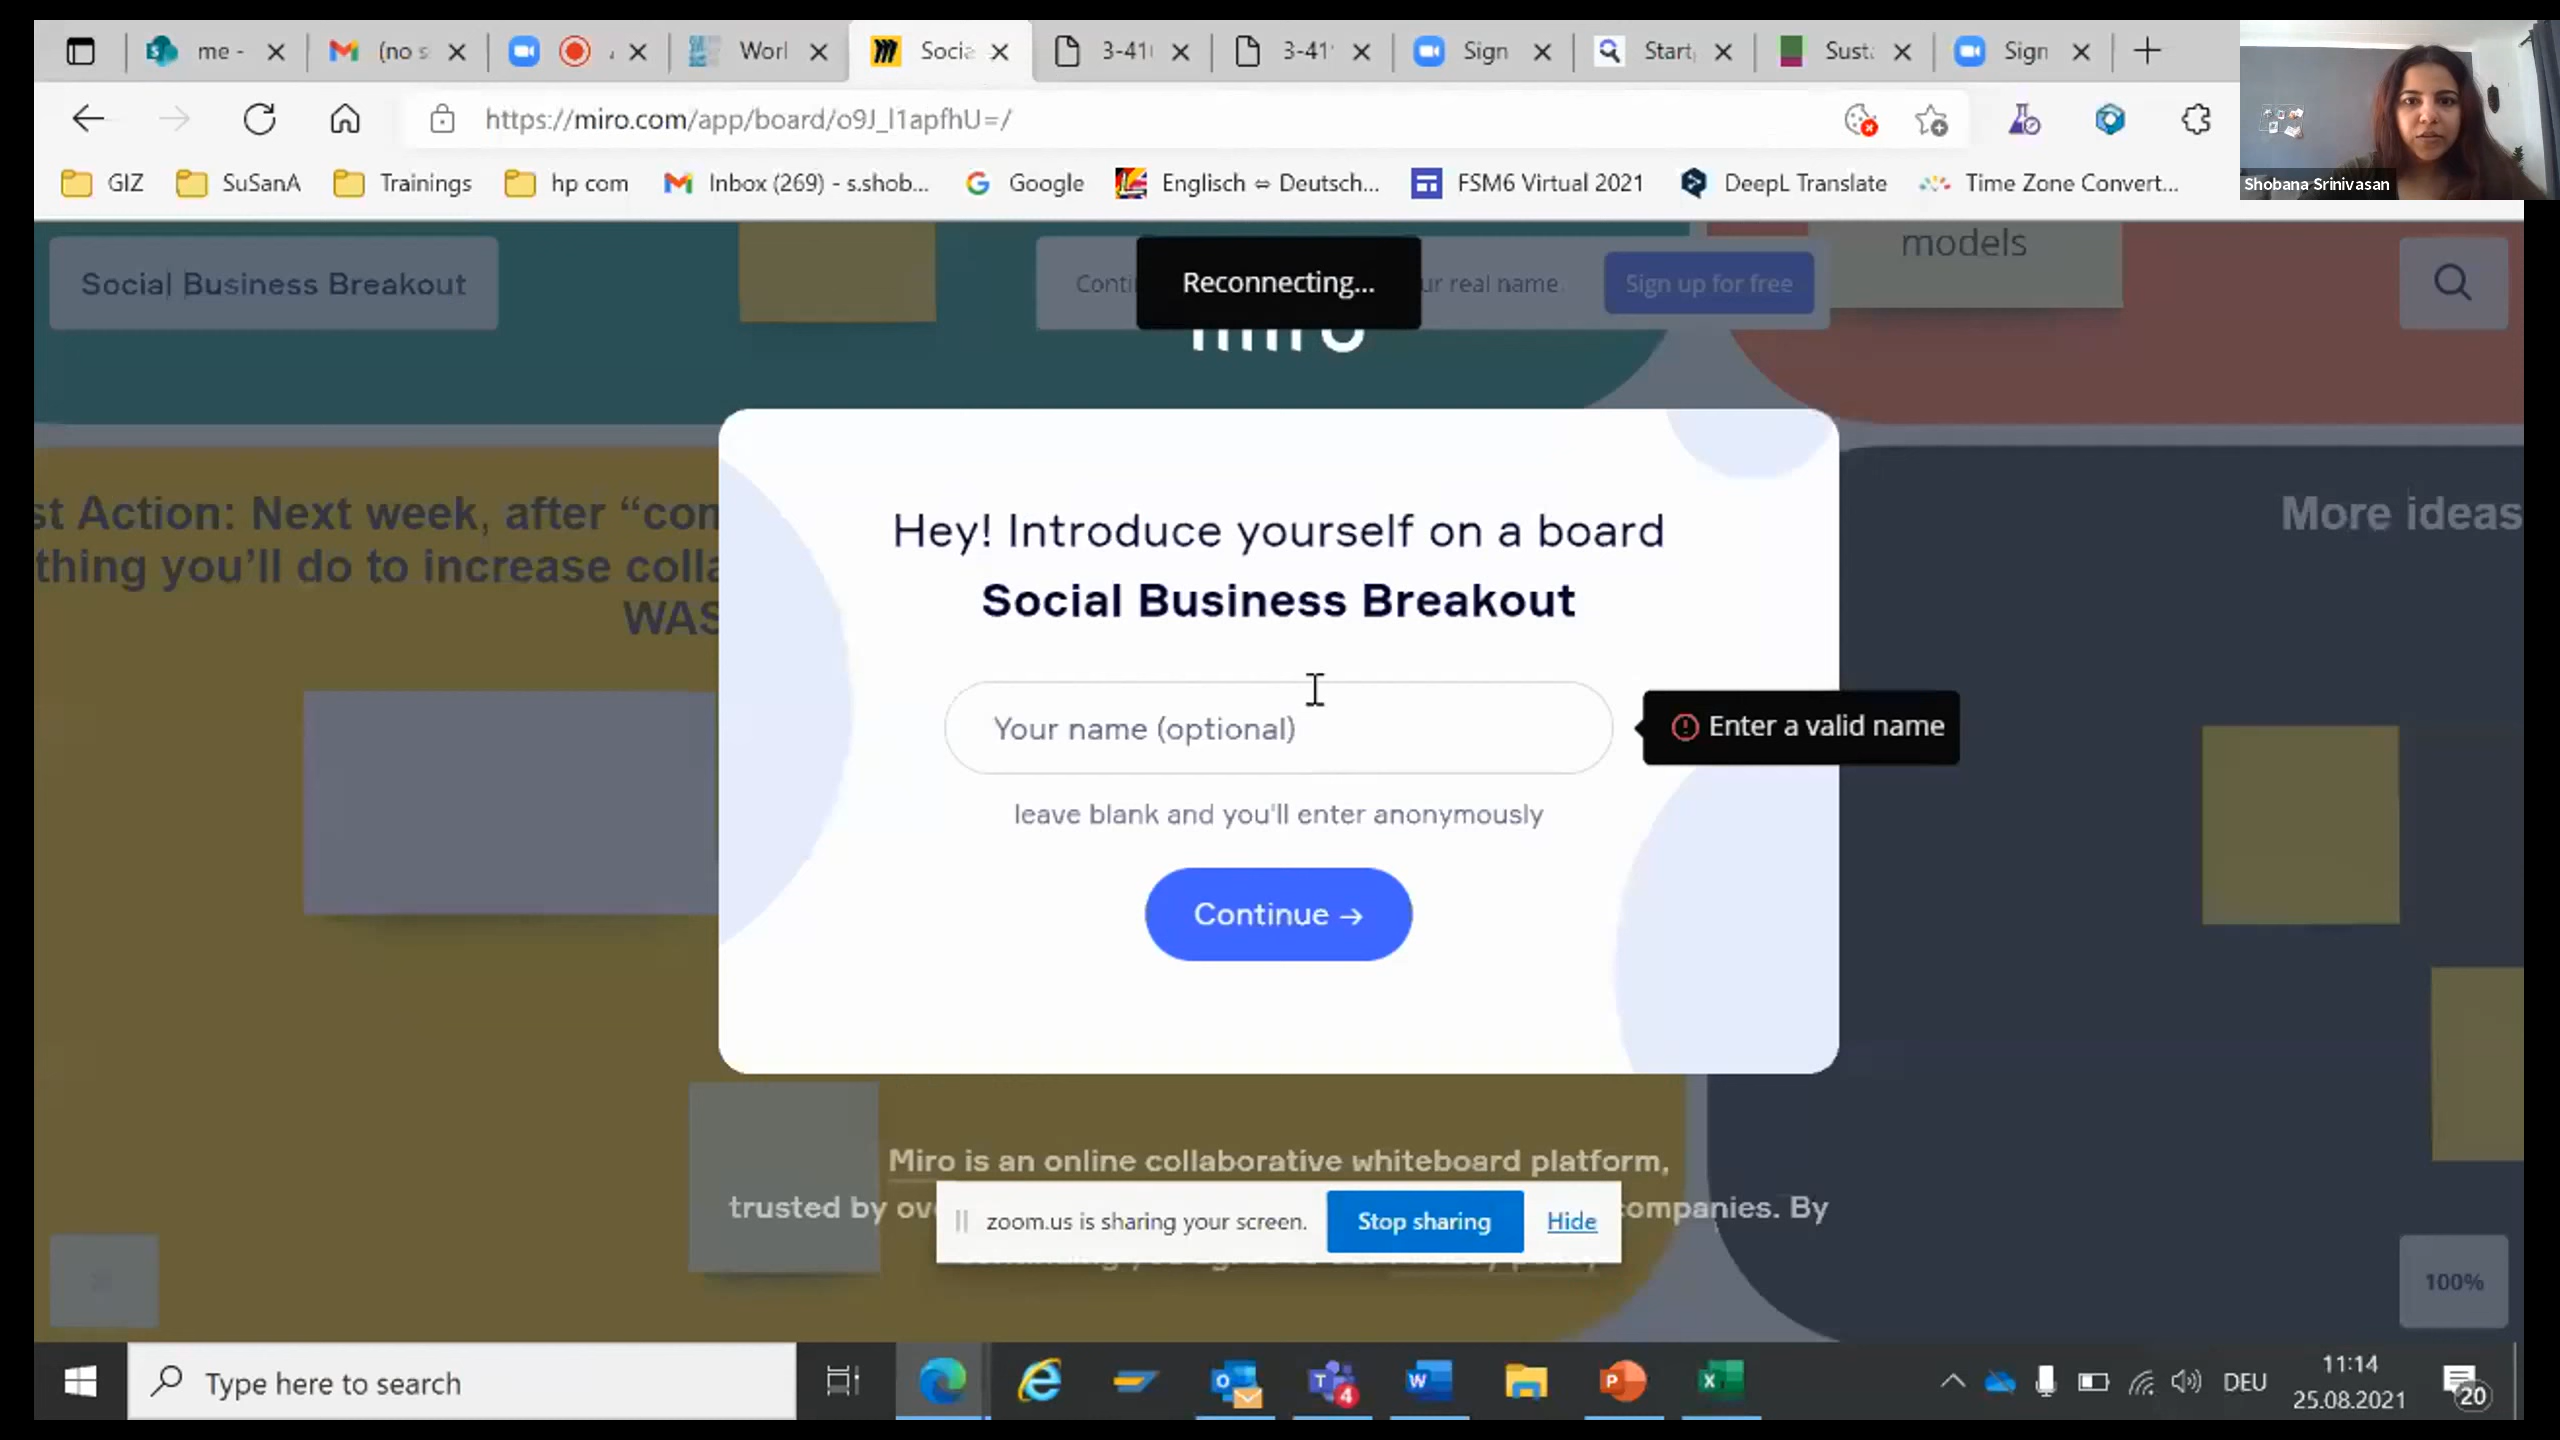 me -
(no s
Worl
Socia
3-41
3-41
Sign
Start
Sust
Sign
https://miro.com/app/board/o9J_l1apfhU=/
GIZ
SuSanA
Trainings
hp com
Inbox (269) - s.shob...
Google
Englisch ⇔ Deutsch...
FSM6 Virtual 2021
DeepL Translate
Time Zone Convert...
Shobana Srinivasan
Social Business Breakout
Reconnecting...
ur real name.
Sign up for free
models
miro
st Action: Next week, after “con
thing you’ll do to increase colla
WAS
More ideas
Hey! Introduce yourself on a board
Social Business Breakout
Your name (optional)
Enter a valid name
leave blank and you'll enter anonymously
Continue →
Miro is an online collaborative whiteboard platform,
trusted by ov
ompanies. By
zoom.us is sharing your screen.
Stop sharing
Hide
100%
Type here to search
4
DEU
11:14
25.08.2021
20